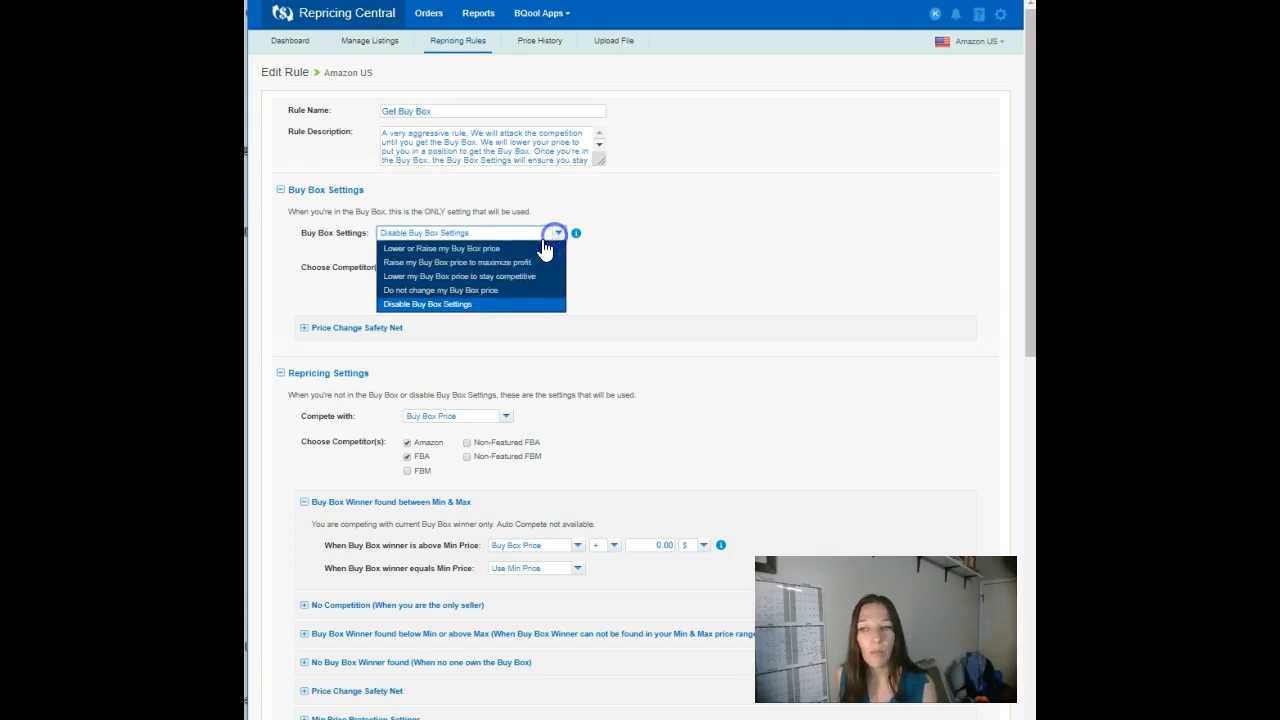 Repricing Central Orders Reports BQool Apps K
Dashboard Manage Listings Repricing Rules Price History Upload File Amazon US
Edit Rule Amazon US
Rule Name: Get Buy Box
Rule Description: A very aggressive rule. We will attack the competition
until you get the Buy Box. We will lower your price to
put you in a position to get the Buy Box. Once you're in
the Buy Box, the Buy Box Settings will ensure you stay
Buy Box Settings
When you're in the Buy Box, this is the ONLY setting that will be used.
Buy Box Settings: Disable Buy Box Settings
Lower or Raise my Buy Box price
Raise my Buy Box price to maximize profit
Choose Competitor(
Lower my Buy Box price to stay competitive
Do not change my Buy Box price
Disable Buy Box Settings
Price Change Safety Net
Repricing Settings
When you're not in the Buy Box or disable Buy Box Settings, these are the settings that will be used.
Compete with: Buy Box Price
Choose Competitor(s): Amazon Non-Featured FBA
FBA Non-Featured FBM
FBM
Buy Box Winner found between Min & Max
You are competing with current Buy Box winner only. Auto Compete not available.
When Buy Box winner is above Min Price: Buy Box Price + 0.00 $
When Buy Box winner equals Min Price: Use Min Price
No Competition (When you are the only seller)
Buy Box Winner found below Min or above Max (When Buy Box Winner can not be found in your Min & Max price rang
No Buy Box Winner found (When no one own the Buy Box)
Price Change Safety Net
Min Price Protection Settings